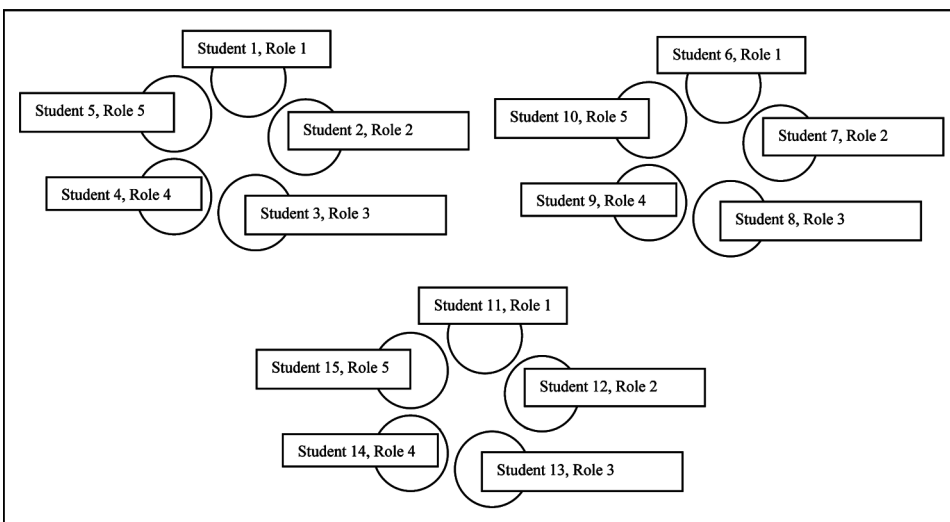 Student 1, Role 1
Student 5, Role 5
Student 2, Role 2
Student 4, Role 4
Student 3, Role 3
Student 6, Role 1
Student 10, Role 5
Student 7, Role 2
Student 9, Role 4
Student 8, Role 3
Student 11, Role 1
Student 15, Role 5
Student 12, Role 2
Student 14, Role 4
Student 13, Role 3